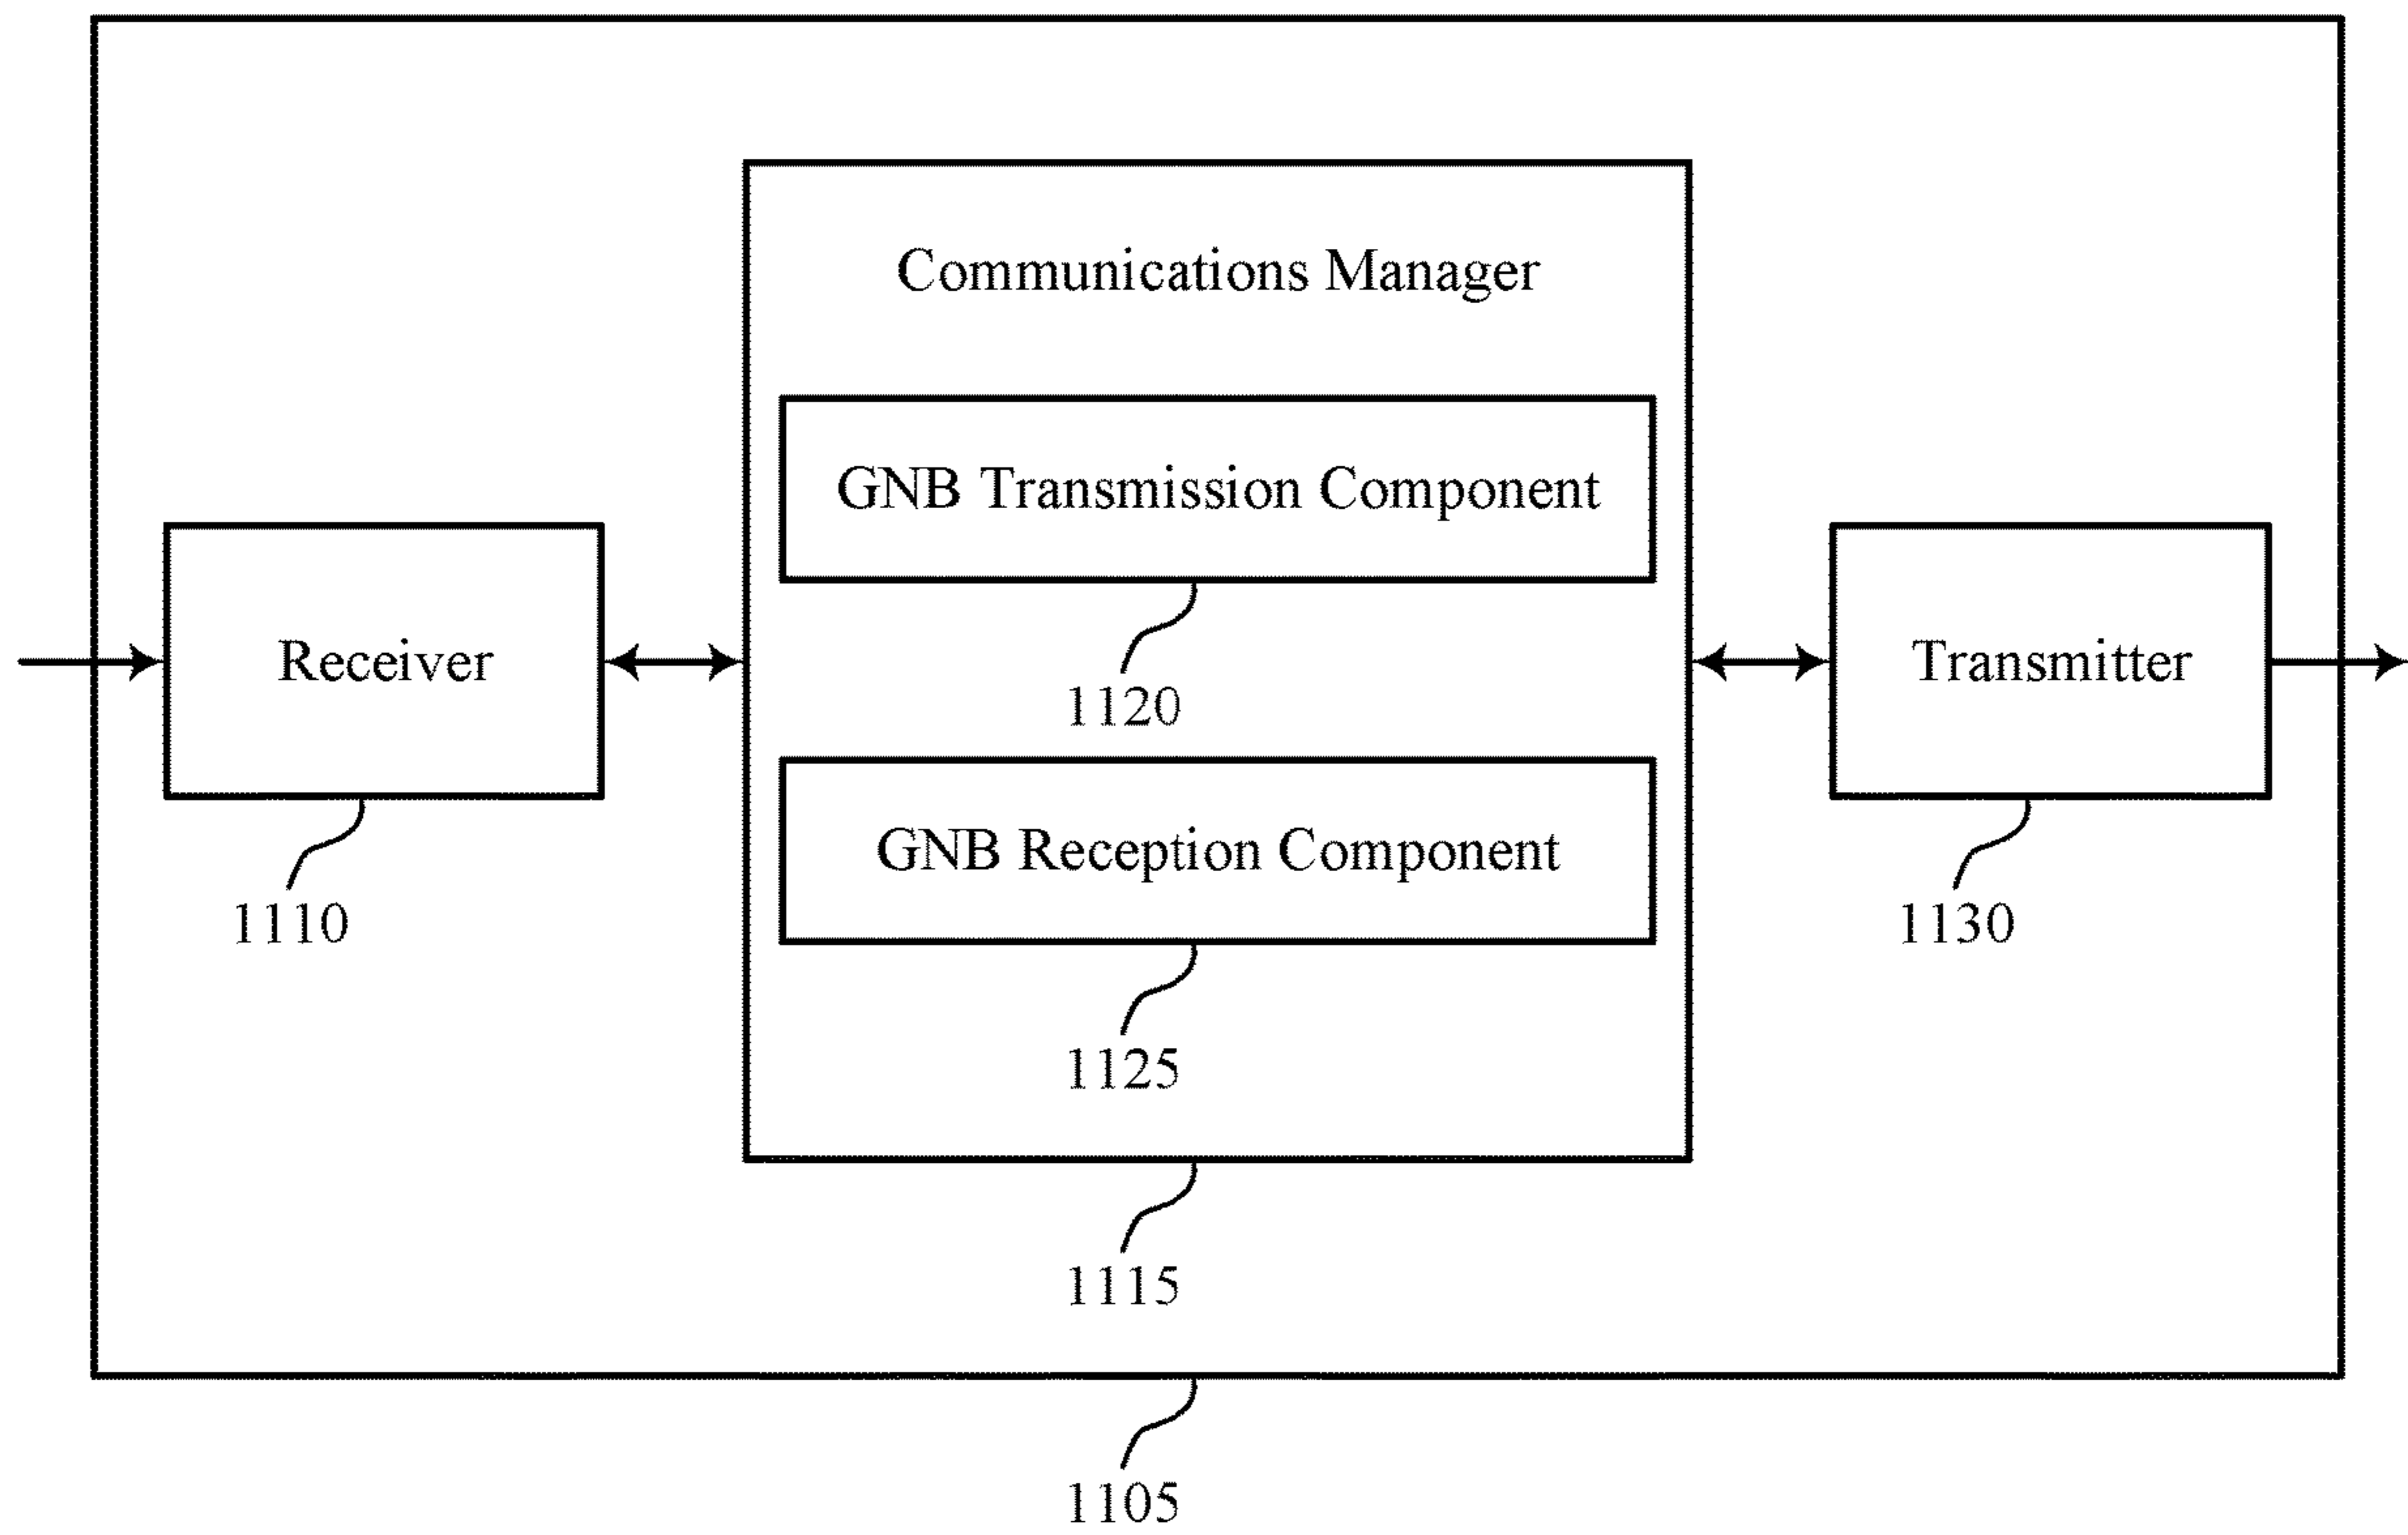 Communications Manager
GNB Transmission Component
Receiver
Transmitter
1120
GNB Reception Component
1110
1130
1125
1115
1105